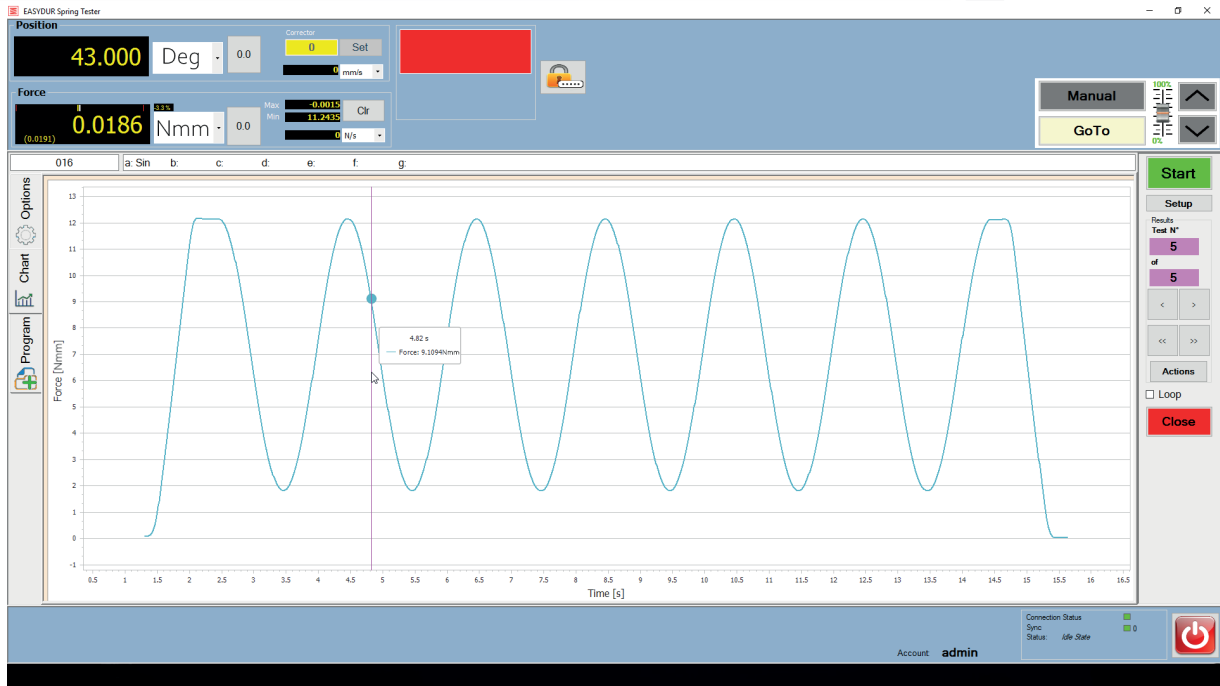 EASYDUR Spring Tester
Position
43.000 Deg 0.0
Corrector
0 Set
0 mm/s
Force
-3.3 %
0.0186 Nmm 0.0
(0.0191)
Max -0.0015 Clr
Min 11.2435
0 N/s
Manual
GoTo
100%
0%
016 a: Sin b: c: d: e: f: g:
Options
Chart
Program
Force [Nmm]
13
12
11
10
9
8
7
6
5
4
3
2
1
0
-1
4.82 s
Force: 9.1094Nmm
0.5 1 1.5 2 2.5 3 3.5 4 4.5 5 5.5 6 6.5 7 7.5 8 8.5 9 9.5 10 10.5 11 11.5 12 12.5 13 13.5 14 14.5 15 15.5 16 16.5
Time [s]
Start
Setup
Results
Test N°
5
of
5
< >
<< >>
Actions
Loop
Close
Connection Status
Sync 0
Status: Idle State
Account admin